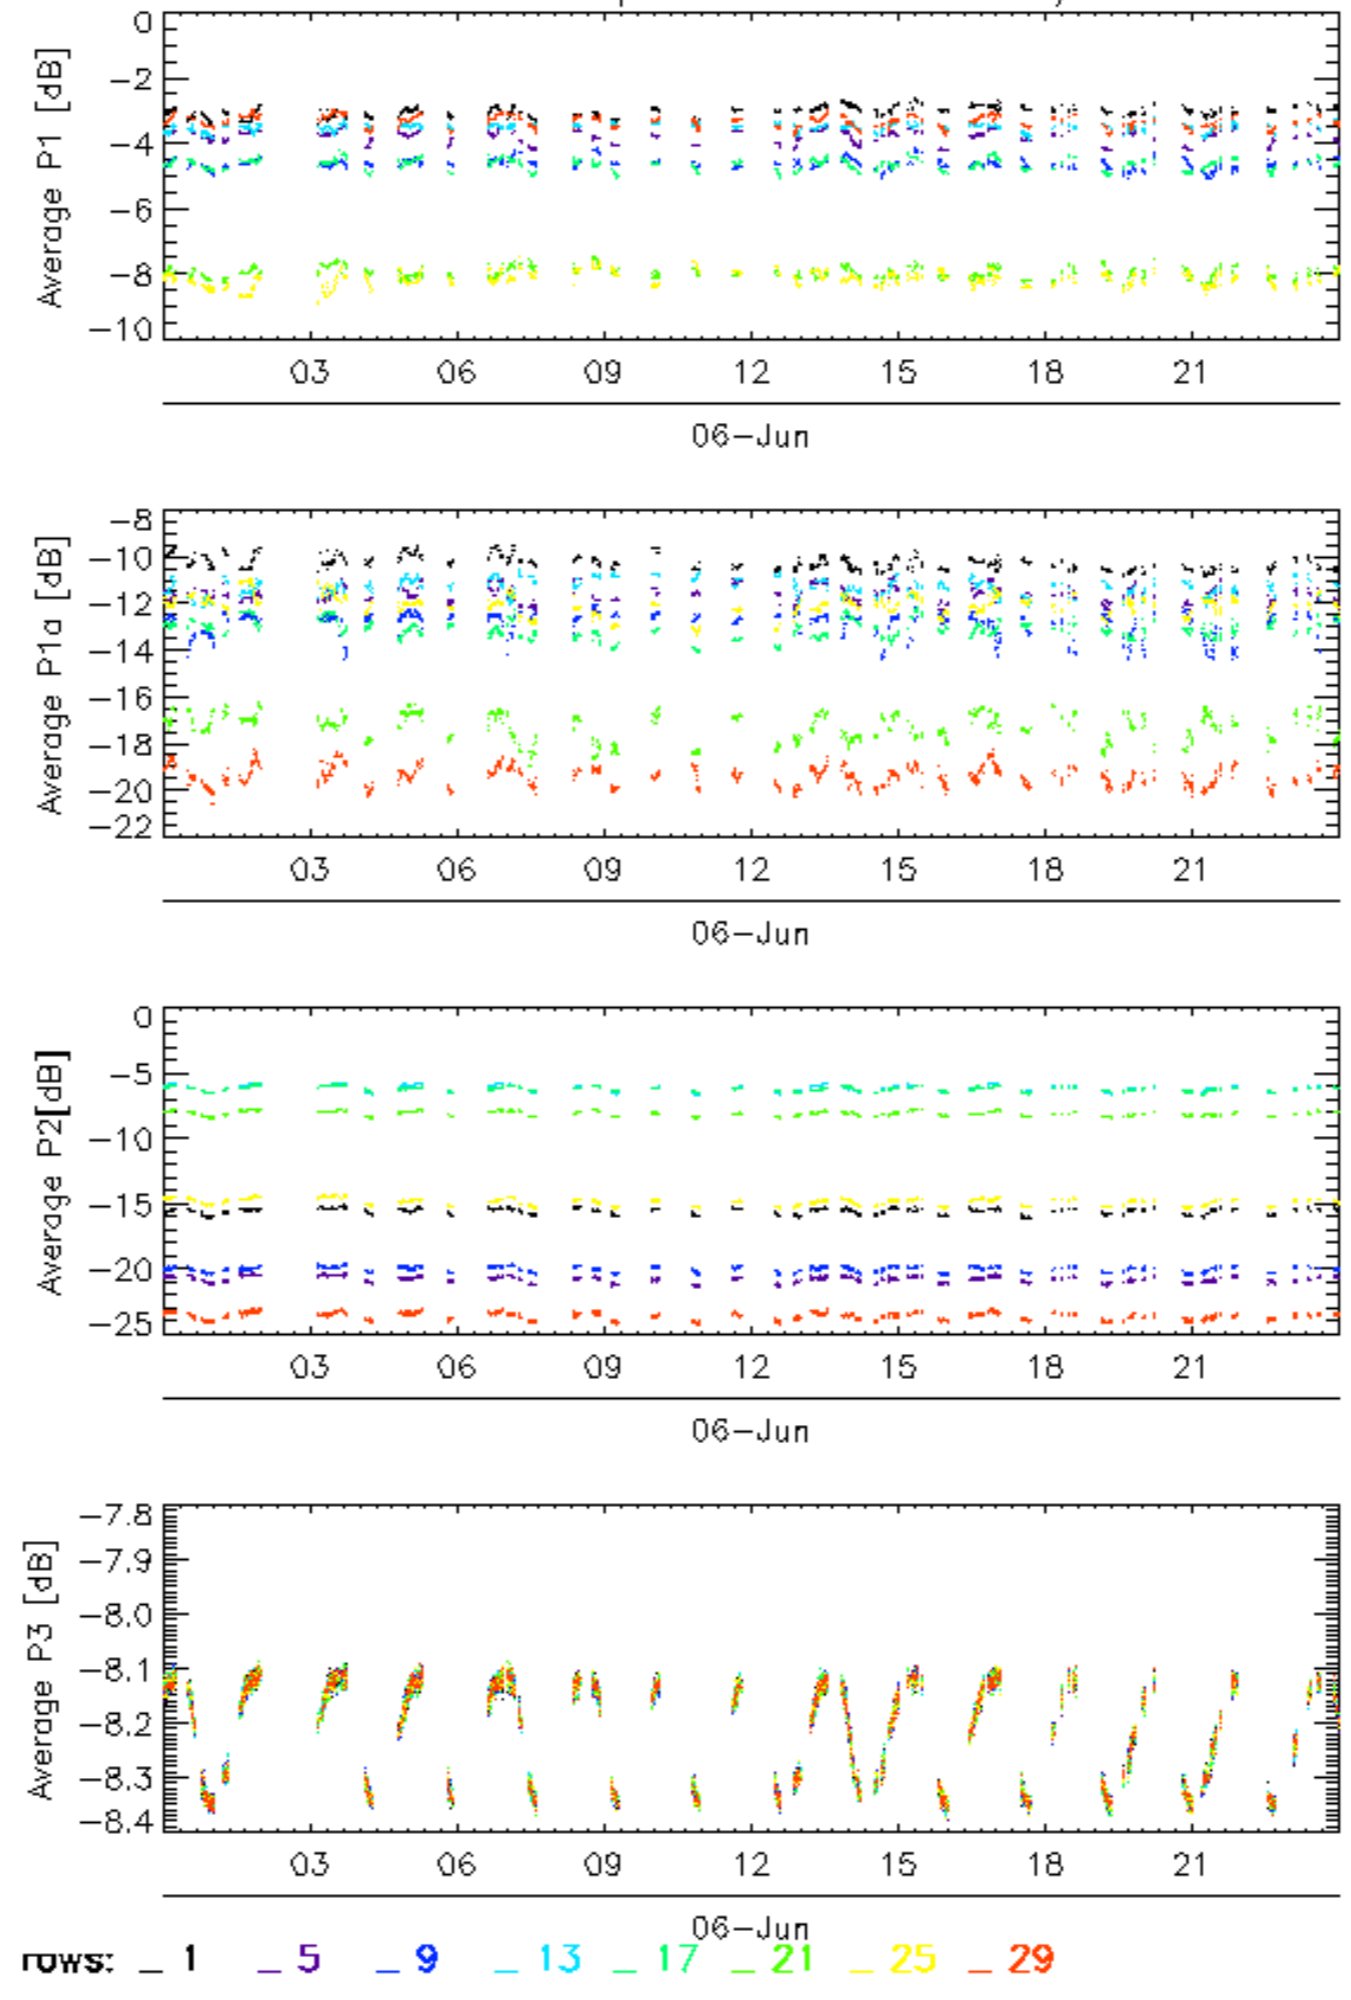 0
−2
−4
−6
−8
−10
Average P1 [dB]
03 06 09 12 15 18 21
06−Jun
−8
−10
−12
−14
−16
−18
−20
−22
Average P1a [dB]
03 06 09 12 15 18 21
06−Jun
0
−5
−10
−15
−20
−25
Average P2[dB]
03 06 09 12 15 18 21
06−Jun
−7.8
−7.9
−8.0
−8.1
−8.2
−8.3
−8.4
Average P3 [dB]
03 06 09 12 15 18 21
06−Jun
rows: _ 1 _ 5 _ 9 _ 13 _ 17 _ 21 _ 25 _ 29